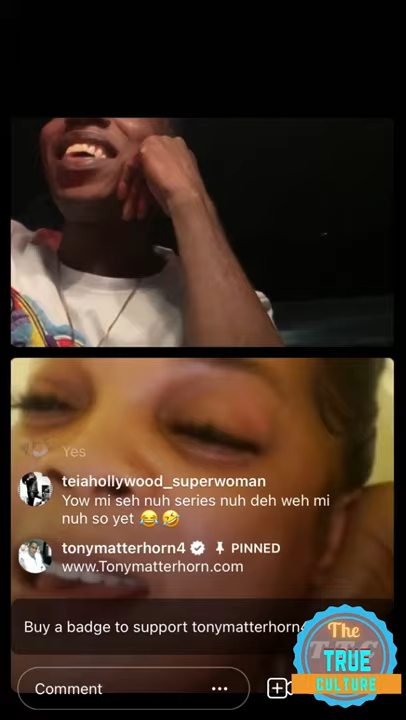 Yes
teiahollywood_superwoman
Yow mi seh nuh series nuh deh weh mi
nuh so yet 😂🤣
tonymatterhorn4 PINNED
www.Tonymatterhorn.com
Buy a badge to support tonymatterhorn4
Comment
The
TRUE
CULTURE